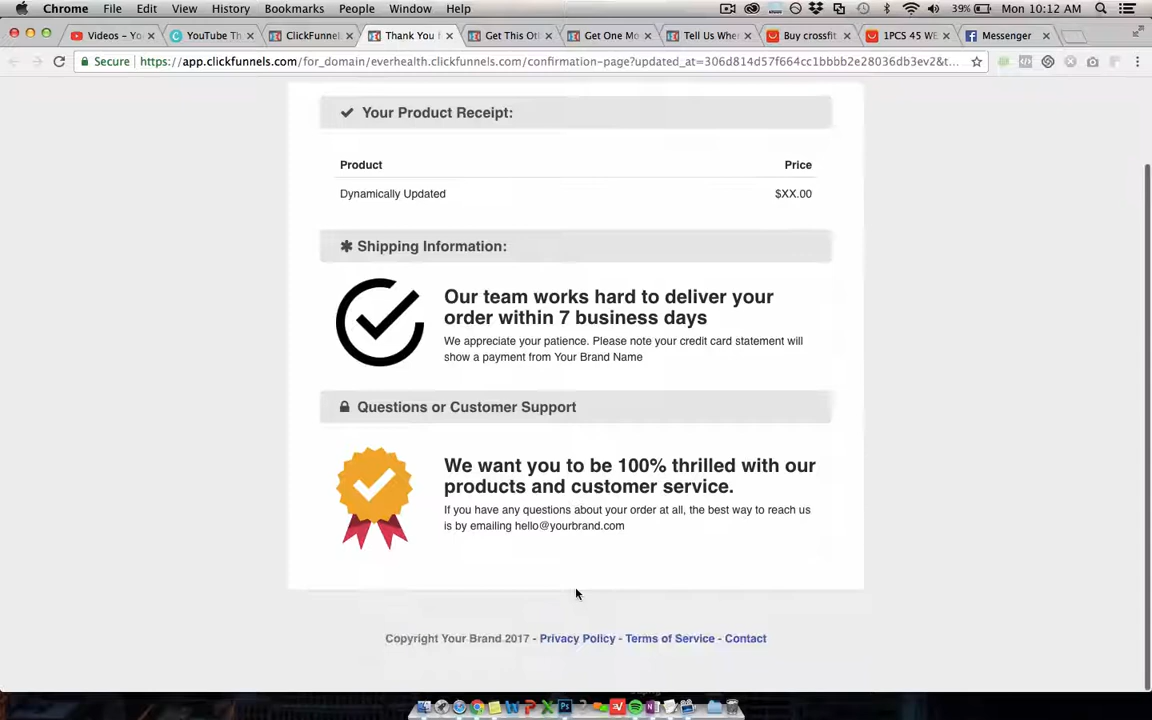 Chrome File Edit View History Bookmarks People Window Help 39% Mon 10:12 AM
Videos – Yo YouTube Th ClickFunnel Thank You Get This Ot Get One Mo Tell Us Wher Buy crossfit 1PCS 45 WE Messenger
Secure https://app.clickfunnels.com/for_domain/everhealth.clickfunnels.com/confirmation-page?updated_at=306d814d57f664cc1bbbb2e28036db3ev2&t...
Your Product Receipt:
Product Price
Dynamically Updated $XX.00
Shipping Information:
Our team works hard to deliver your
order within 7 business days
We appreciate your patience. Please note your credit card statement will
show a payment from Your Brand Name
Questions or Customer Support
We want you to be 100% thrilled with our
products and customer service.
If you have any questions about your order at all, the best way to reach us
is by emailing hello@yourbrand.com
Copyright Your Brand 2017 - Privacy Policy - Terms of Service - Contact